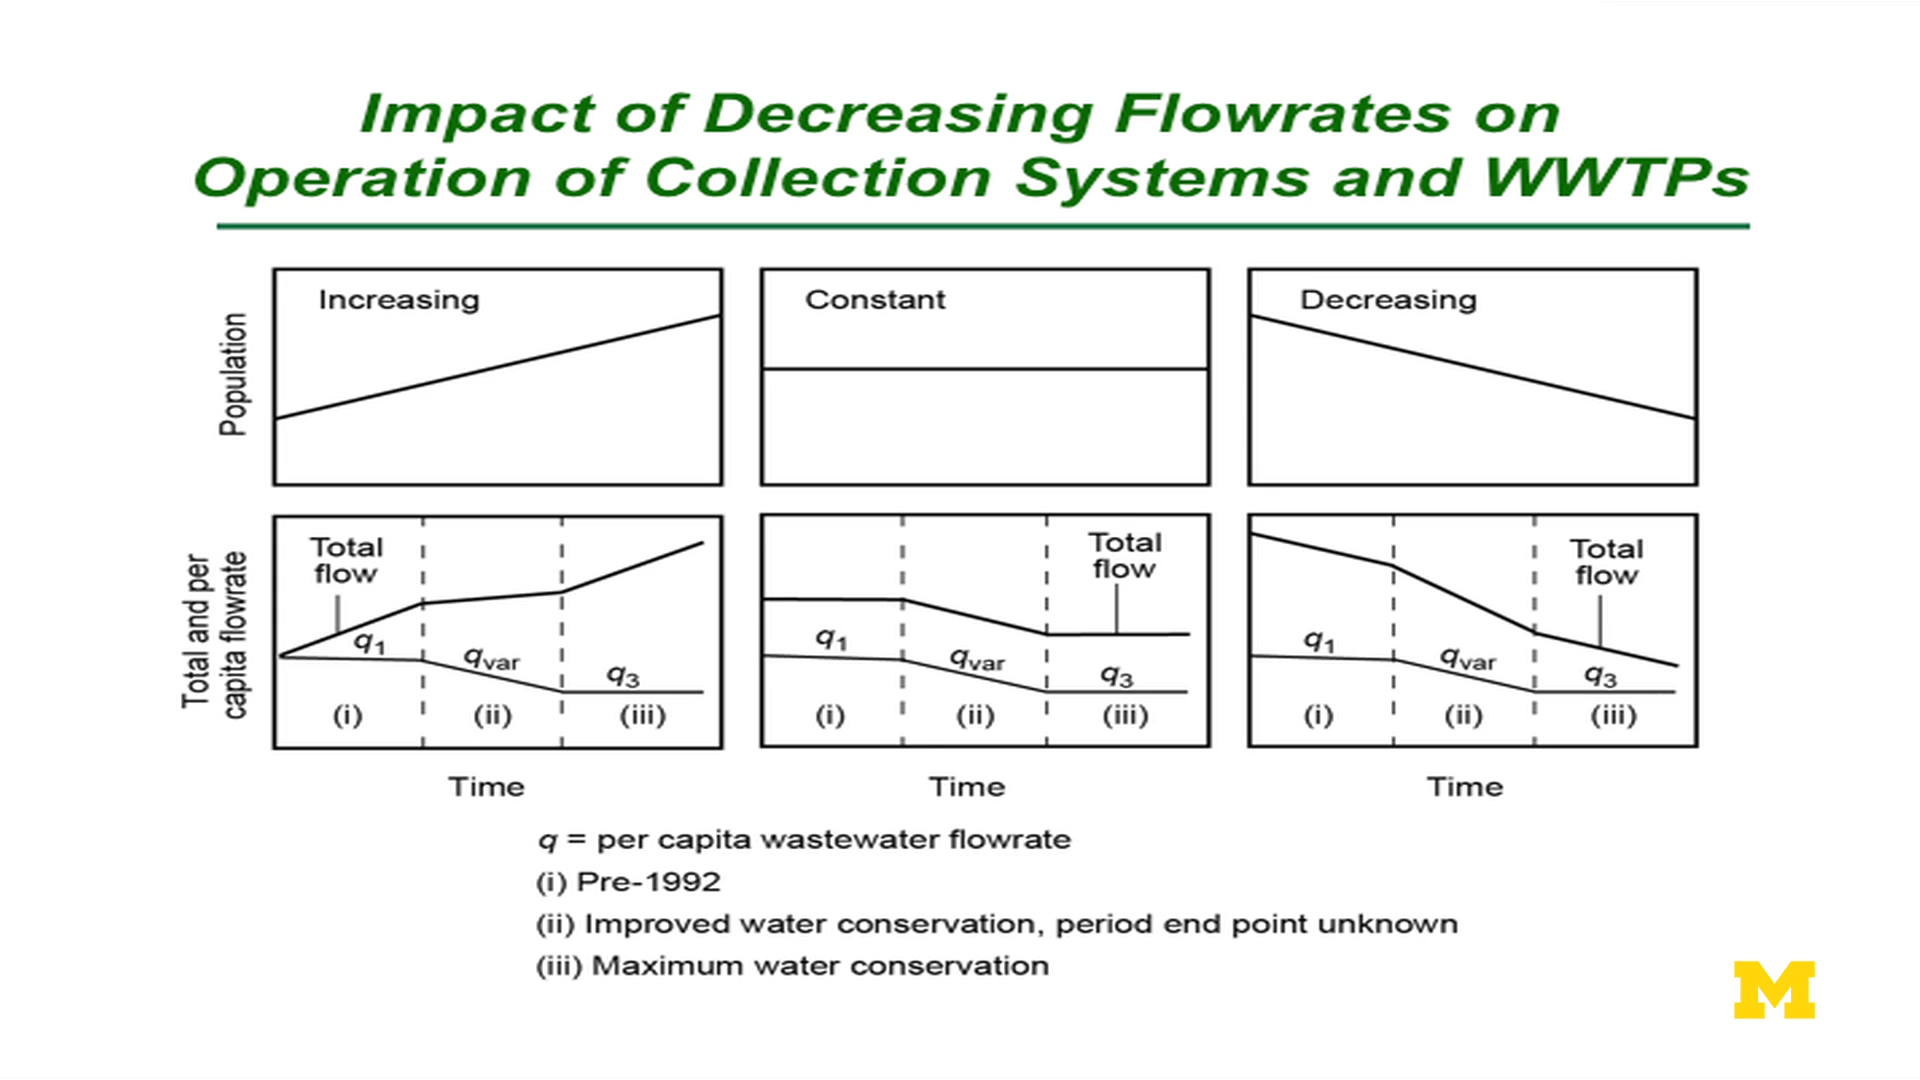 Impact of Decreasing Flowrates on
Operation of Collection Systems and WWTPs
Population
Increasing
Constant
Decreasing
Total and per
capita flowrate
Total
flow
q1
qvar
q3
(i)
(ii)
(iii)
Total
flow
q1
qvar
q3
(i)
(ii)
(iii)
Total
flow
q1
qvar
q3
(i)
(ii)
(iii)
Time
Time
Time
q = per capita wastewater flowrate
(i) Pre-1992
(ii) Improved water conservation, period end point unknown
(iii) Maximum water conservation
M